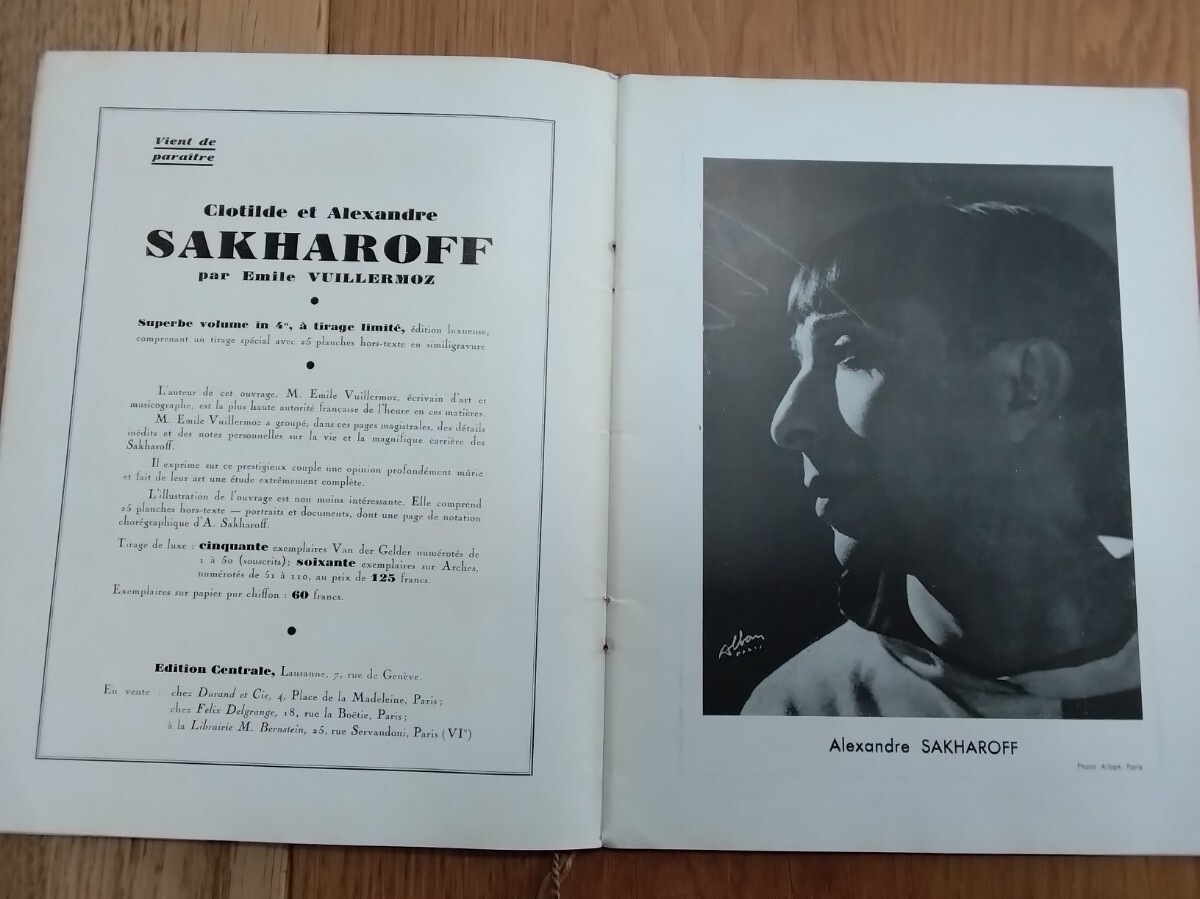 Vient de
paraître
Clotilde et Alexandre
SAKHAROFF
par Emile VUILLERMOZ
Superbe volume in 4º, à tirage limité, édition luxueuse,
comprenant un tirage spécial avec 25 planches hors-texte en similigravure
L'auteur de cet ouvrage, M. Emile Vuillermoz, écrivain d'art et
musicographe, est la plus haute autorité française de l'heure en ces matières.
M. Emile Vuillermoz a groupé, dans ces pages magistrales, des détails
inédits et des notes personnelles sur la vie et la magnifique carrière des
Sakharoff.
Il exprime sur ce prestigieux couple une opinion profondément mûrie
et fait de leur art une étude extrêmement complète.
L'illustration de l'ouvrage est non moins intéressante. Elle comprend
25 planches hors-texte — portraits et documents, dont une page de notation
chorégraphique d'A. Sakharoff.
Tirage de luxe : cinquante exemplaires Van der Gelder numérotés de
1 à 50 (souscrits); soixante exemplaires sur Arches,
numérotés de 51 à 110, au prix de 125 francs.
Exemplaires sur papier pur chiffon : 60 francs.
Edition Centrale, Lausanne, 7, rue de Genève.
En vente : chez Durand et Cie, 4, Place de la Madeleine, Paris;
chez Felix Delgrange, 18, rue la Boëtie, Paris;
à la Librairie M. Bernstein, 25, rue Servandoni, Paris (VIº)
Alban
PARIS
Alexandre SAKHAROFF
Photo Alban, Paris